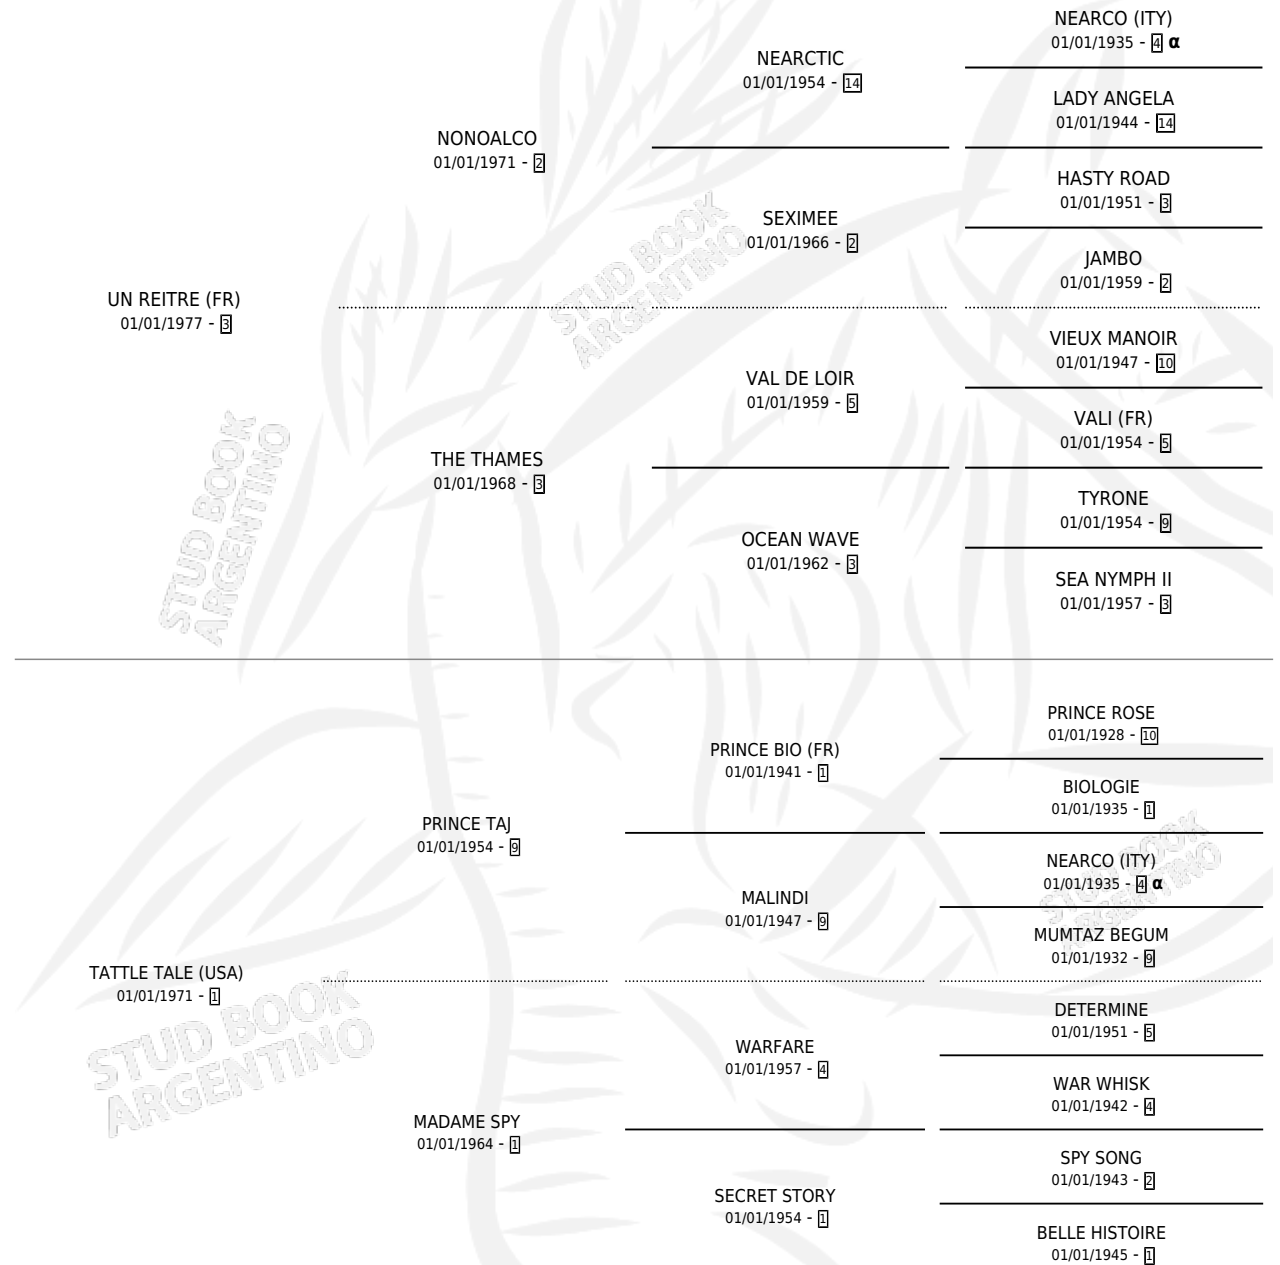 NEARCO (ITY)
01/01/1935 - 4 α
NEARCTIC
01/01/1954 - 14
LADY ANGELA
01/01/1944 - 14
NONOALCO
01/01/1971 - 2
HASTY ROAD
01/01/1951 - 3
SEXIMEE
01/01/1966 - 2
JAMBO
01/01/1959 - 2
UN REITRE (FR)
01/01/1977 - 3
VIEUX MANOIR
01/01/1947 - 10
VAL DE LOIR
01/01/1959 - 5
VALI (FR)
01/01/1954 - 5
THE THAMES
01/01/1968 - 3
TYRONE
01/01/1954 - 9
OCEAN WAVE
01/01/1962 - 3
SEA NYMPH II
01/01/1957 - 3
PRINCE ROSE
01/01/1928 - 10
PRINCE BIO (FR)
01/01/1941 - 1
BIOLOGIE
01/01/1935 - 1
PRINCE TAJ
01/01/1954 - 9
NEARCO (ITY)
01/01/1935 - 4 α
MALINDI
01/01/1947 - 9
MUMTAZ BEGUM
01/01/1932 - 9
TATTLE TALE (USA)
01/01/1971 - 1
DETERMINE
01/01/1951 - 5
WARFARE
01/01/1957 - 4
WAR WHISK
01/01/1942 - 4
MADAME SPY
01/01/1964 - 1
SPY SONG
01/01/1943 - 2
SECRET STORY
01/01/1954 - 1
BELLE HISTOIRE
01/01/1945 - 1
STUD BOOK
ARGENTINO
STUD BOOK
ARGENTINO
STUD BOOK
ARGENTINO
STUD BOOK
ARGENTINO